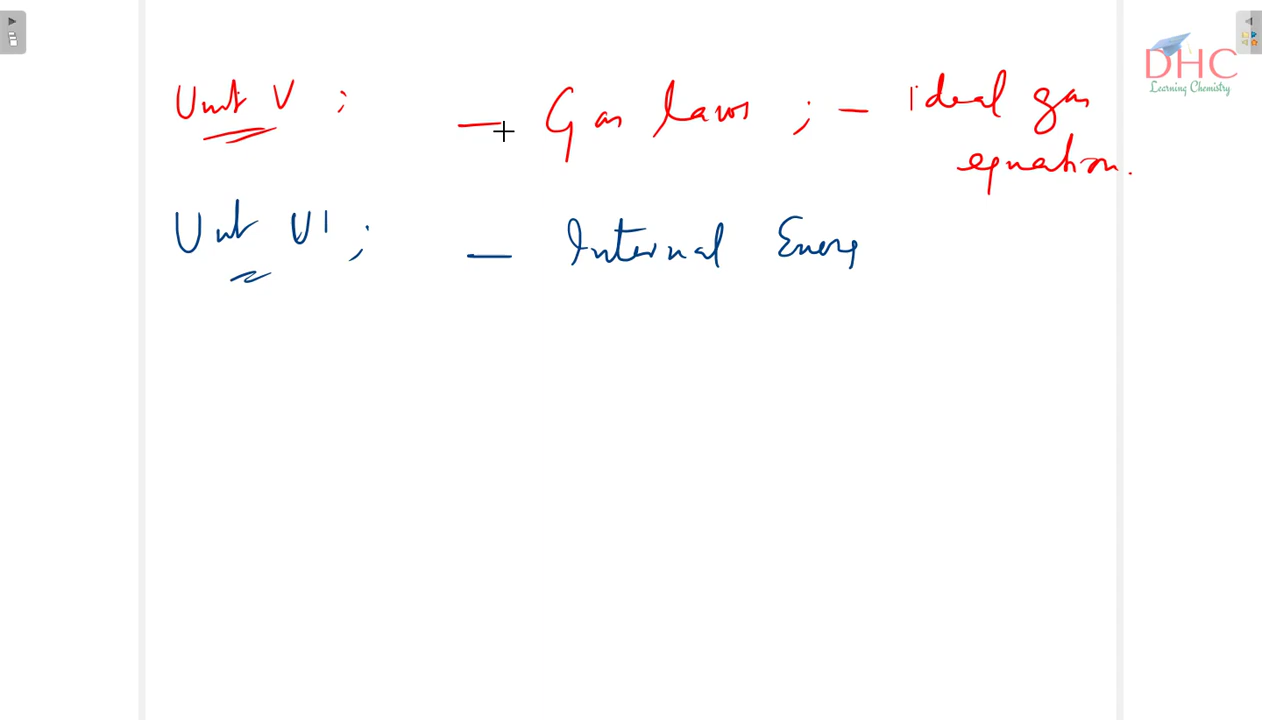 Unit V ; — Gas laws ; — Ideal gas
equation.
Unit VI ; — Internal Energ
DHC
Learning Chemistry